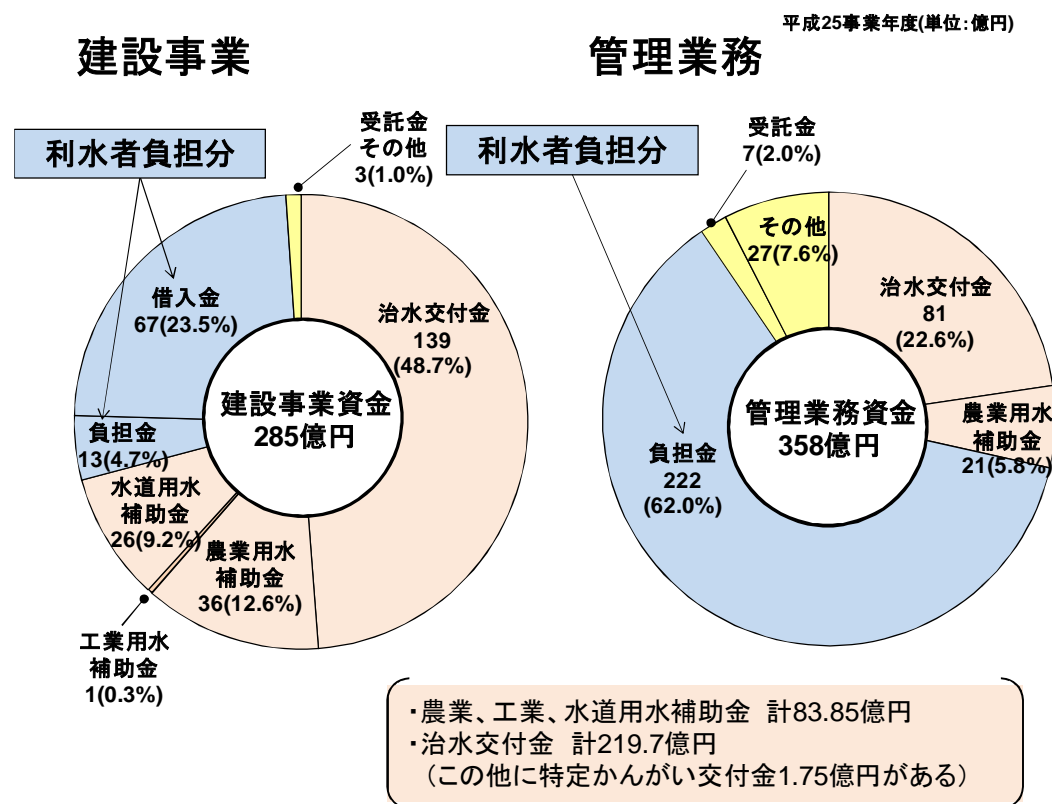 平成25事業年度(単位:億円)
建設事業
管理業務
利水者負担分
受託金
その他
3(1.0%)
借入金
67(23.5%)
治水交付金
139
(48.7%)
建設事業資金
285億円
負担金
13(4.7%)
水道用水
補助金
26(9.2%)
農業用水
補助金
36(12.6%)
工業用水
補助金
1(0.3%)
利水者負担分
受託金
7(2.0%)
その他
27(7.6%)
治水交付金
81
(22.6%)
農業用水
補助金
21(5.8%)
管理業務資金
358億円
負担金
222
(62.0%)
・農業、工業、水道用水補助金 計83.85億円
・治水交付金 計219.7億円
（この他に特定かんがい交付金1.75億円がある）